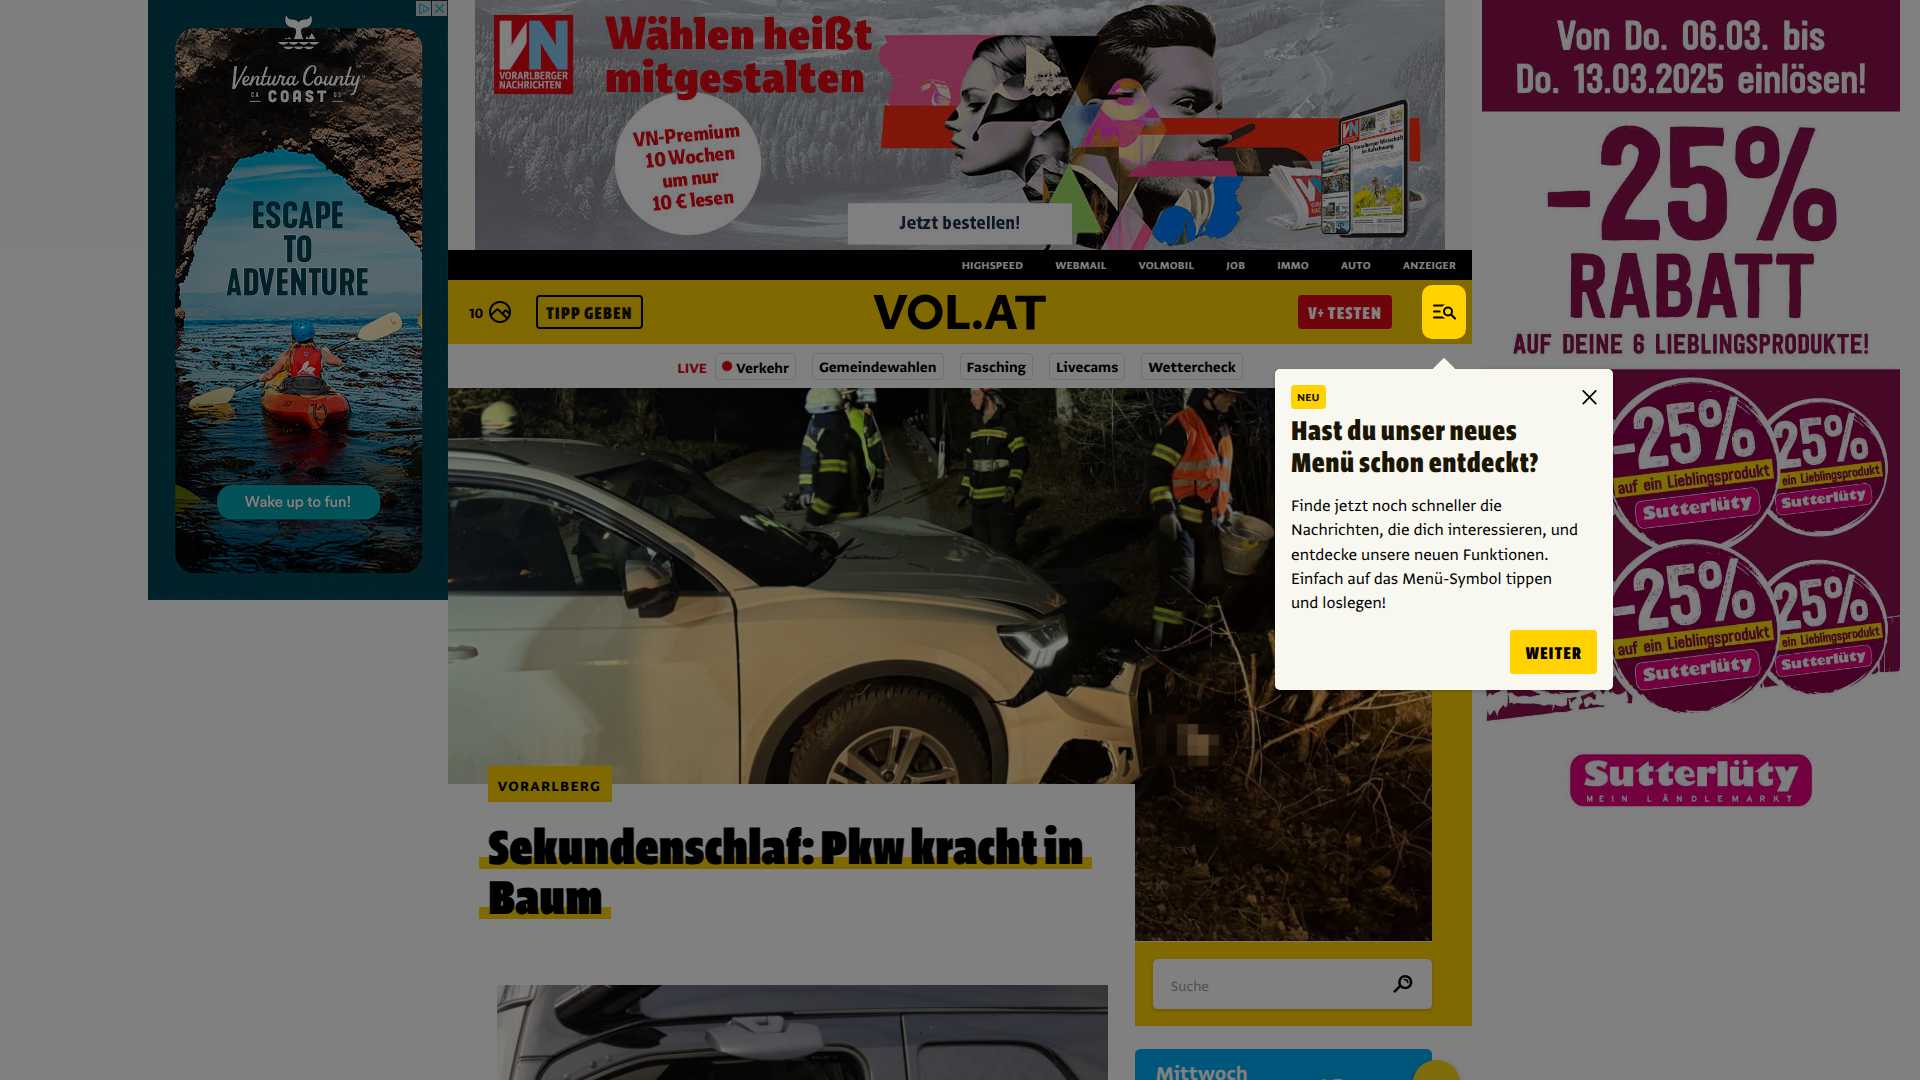 Ventura County
CA COAST
ESCAPE
TO
ADVENTURE
Wake up to fun!
VN
VORARLBERGER
NACHRICHTEN
Wählen heißt
mitgestalten
VN-Premium
10 Wochen
um nur
10 € lesen
Jetzt bestellen!
Von Do. 06.03. bis
Do. 13.03.2025 einlösen!
-25%
RABATT
AUF DEINE 6 LIEBLINGSPRODUKTE!
HIGHSPEED WEBMAIL VOLMOBIL JOB IMMO AUTO ANZEIGER
10 TIPP GEBEN VOL.AT V+ TESTEN
LIVE Verkehr Gemeindewahlen Fasching Livecams Wettercheck
NEU
Hast du unser neues
Menü schon entdeckt?
Finde jetzt noch schneller die
Nachrichten, die dich interessieren, und
entdecke unsere neuen Funktionen.
Einfach auf das Menü-Symbol tippen
und loslegen!
WEITER
-25% 25%
auf ein Lieblingsprodukt ein Lieblingsprodukt
Sutterlüty Sutterlüty
-25% 25%
auf ein Lieblingsprodukt ein Lieblingsprodukt
Sutterlüty Sutterlüty
Sutterlüty
MEIN LÄNDLEMARKT
VORARLBERG
Sekundenschlaf: Pkw kracht in
Baum
Suche
Mittwoch